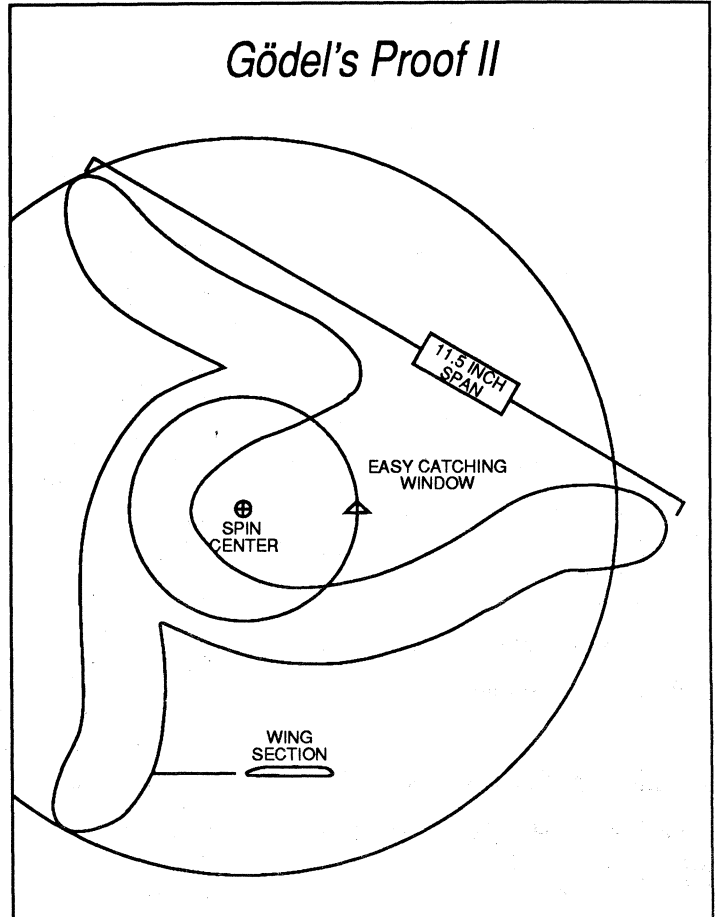 Gödel's Proof II
11.5 INCH
SPAN
EASY CATCHING
WINDOW
SPIN
CENTER
WING
SECTION